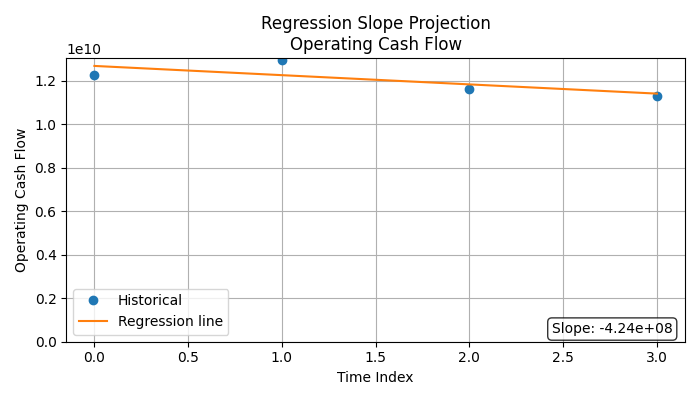 Regression Slope Projection
Operating Cash Flow
1e10
1.2
1.0
0.8
0.6
0.4
0.2
0.0
Operating Cash Flow
Historical
Regression line
Slope: -4.24e+08
0.0 0.5 1.0 1.5 2.0 2.5 3.0
Time Index